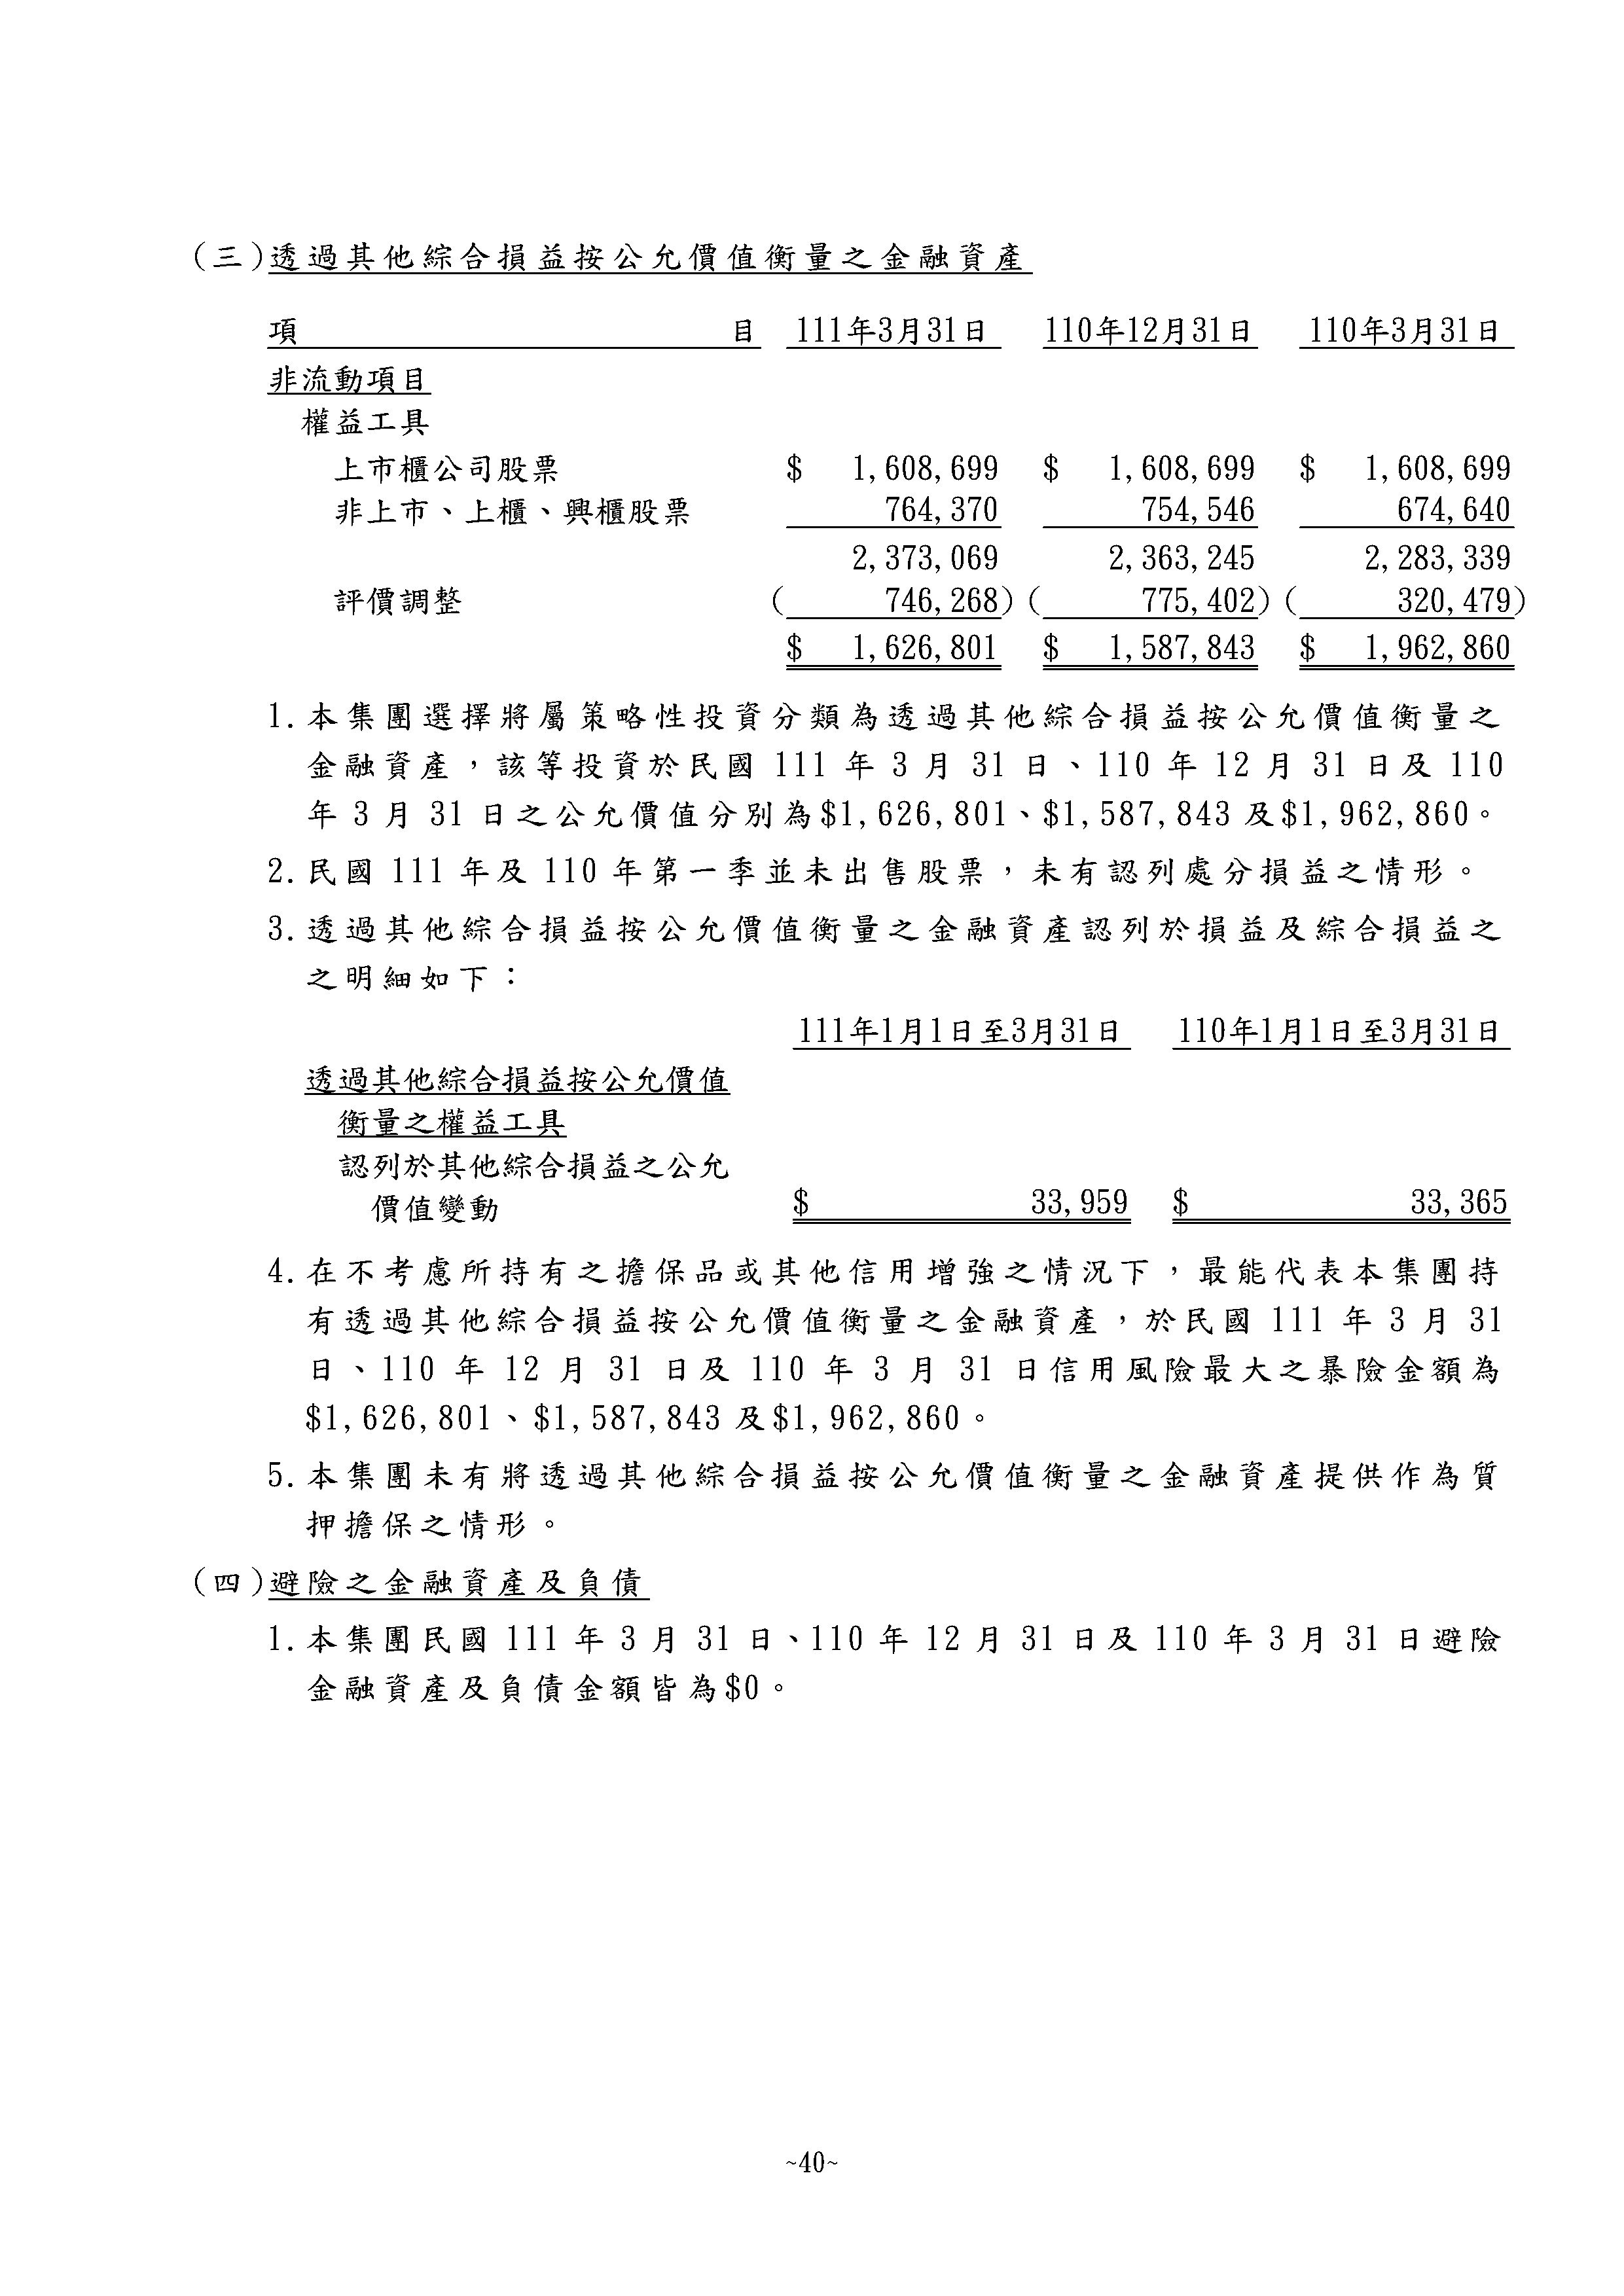 (三)透過其他綜合損益按公允價值衡量之金融資產
項 目 111年3月31日 110年12月31日 110年3月31日
非流動項目
權益工具
上市櫃公司股票 $ 1,608,699 $ 1,608,699 $ 1,608,699
非上市、上櫃、興櫃股票 764,370 754,546 674,640
2,373,069 2,363,245 2,283,339
評價調整 ( 746,268) ( 775,402) ( 320,479)
$ 1,626,801 $ 1,587,843 $ 1,962,860
1.本集團選擇將屬策略性投資分類為透過其他綜合損益按公允價值衡量之
金融資產，該等投資於民國 111 年 3 月 31 日、110 年 12 月 31 日及 110
年 3 月 31 日之公允價值分別為$1,626,801、$1,587,843 及$1,962,860。
2.民國 111 年及 110 年第一季並未出售股票，未有認列處分損益之情形。
3.透過其他綜合損益按公允價值衡量之金融資產認列於損益及綜合損益之
之明細如下：
111年1月1日至3月31日 110年1月1日至3月31日
透過其他綜合損益按公允價值
衡量之權益工具
認列於其他綜合損益之公允
價值變動 $ 33,959 $ 33,365
4.在不考慮所持有之擔保品或其他信用增強之情況下，最能代表本集團持
有透過其他綜合損益按公允價值衡量之金融資產，於民國 111 年 3 月 31
日、110 年 12 月 31 日及 110 年 3 月 31 日信用風險最大之暴險金額為
$1,626,801、$1,587,843 及$1,962,860。
5.本集團未有將透過其他綜合損益按公允價值衡量之金融資產提供作為質
押擔保之情形。
(四)避險之金融資產及負債
1.本集團民國 111 年 3 月 31 日、110 年 12 月 31 日及 110 年 3 月 31 日避險
金融資產及負債金額皆為$0。
~40~